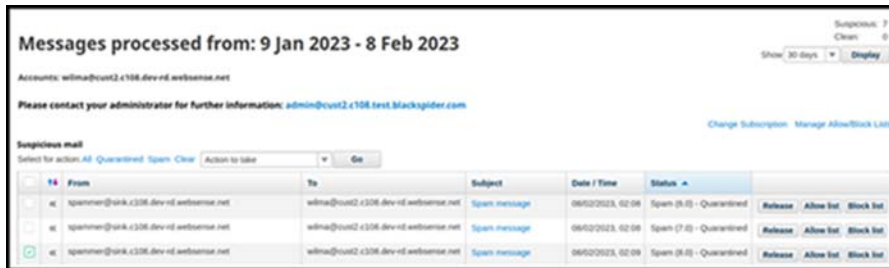 Suspicious: 7
Clean: 0
Messages processed from: 9 Jan 2023 - 8 Feb 2023
Show 30 days Display
Accounts: wilma@cust2.c108.dev-rd.websense.net
Please contact your administrator for further information: admin@cust2.c108.test.blackspider.com
Change Subscription Manage Allow/Block Lists
Suspicious mail
Select for action: All Quarantined Spam Clear Action to take Go
From To Subject Date / Time Status
spammer@sink.c108.dev-rd.websense.net wilma@cust2.c108.dev-rd.websense.net Spam message 08/02/2023, 02:08 Spam (6.0) - Quarantined Release Allow list Block list
spammer@sink.c108.dev-rd.websense.net wilma@cust2.c108.dev-rd.websense.net Spam message 08/02/2023, 02:08 Spam (7.0) - Quarantined Release Allow list Block list
spammer@sink.c108.dev-rd.websense.net wilma@cust2.c108.dev-rd.websense.net Spam message 08/02/2023, 02:09 Spam (8.0) - Quarantined Release Allow list Block list